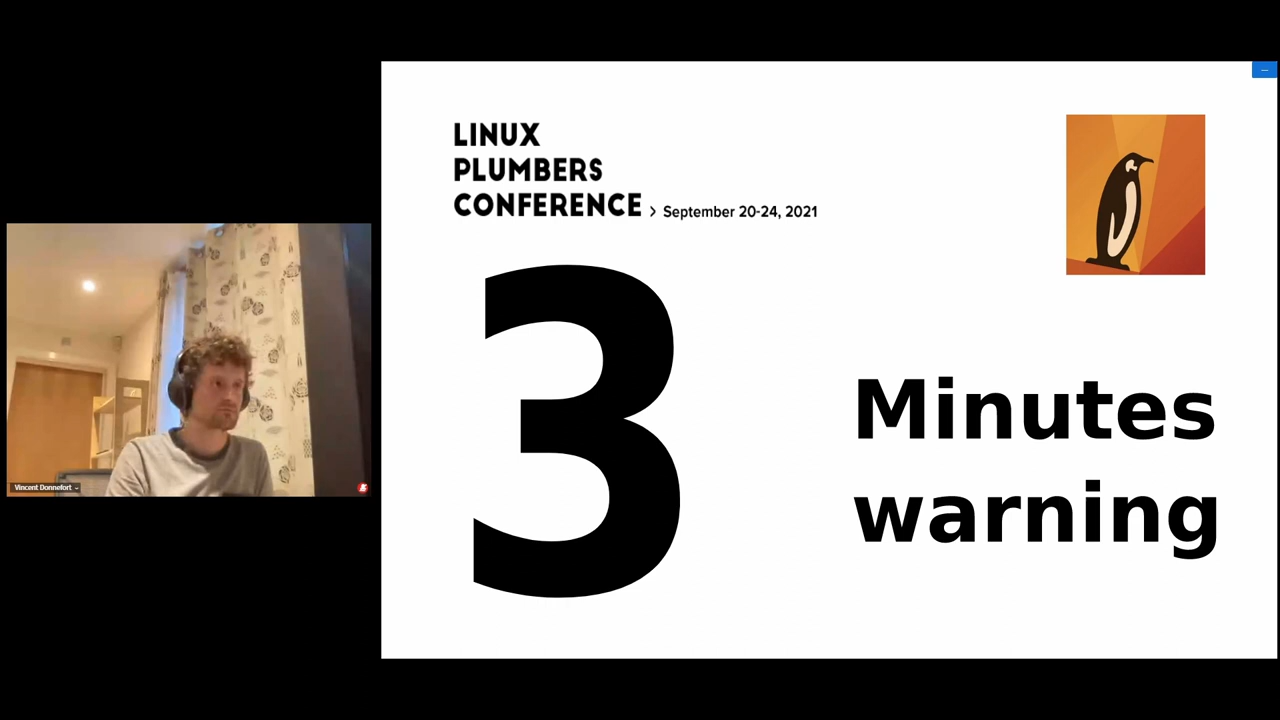 LINUX
PLUMBERS
CONFERENCE > September 20-24, 2021
3
Minutes
warning
Vincent Donnefort